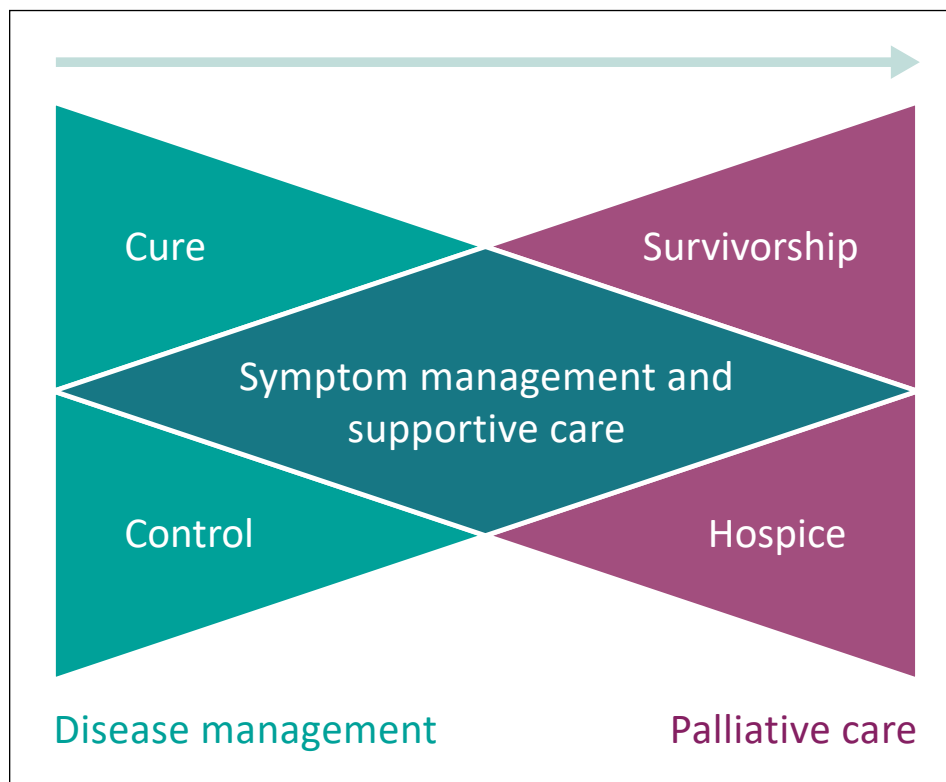 Cure
Survivorship
Symptom management and
supportive care
Control
Hospice
Disease management
Palliative care